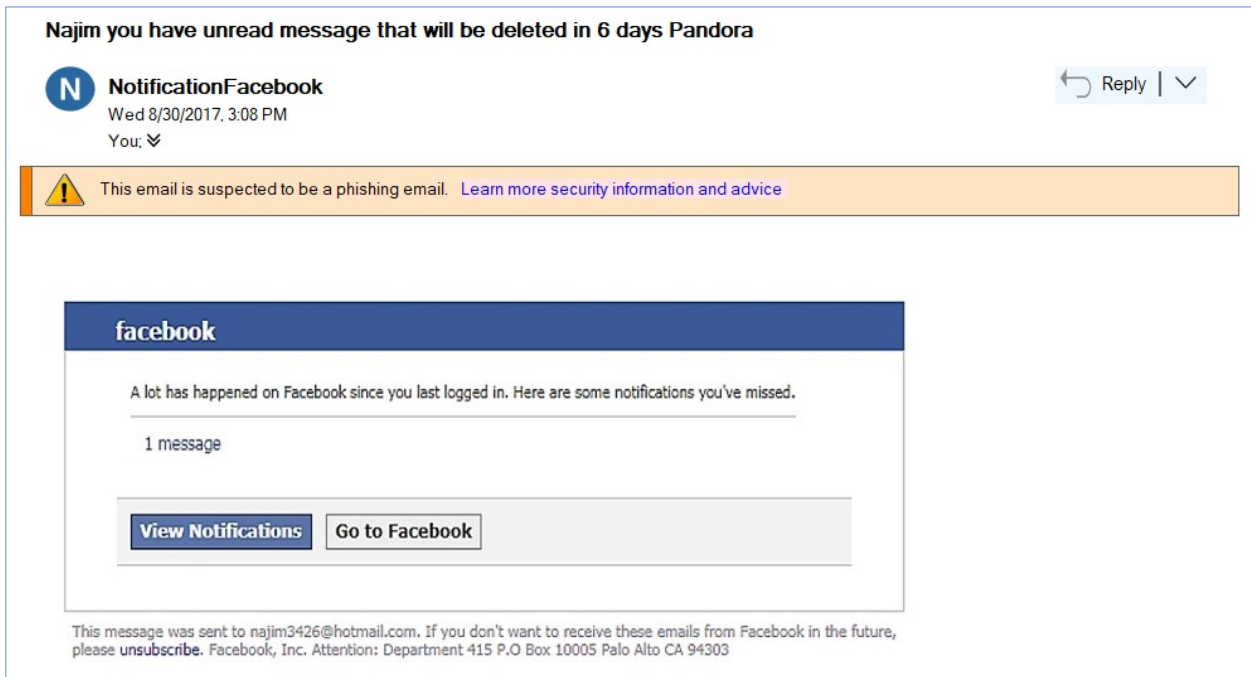 Najim you have unread message that will be deleted in 6 days Pandora
N
NotificationFacebook
Wed 8/30/2017, 3:08 PM
You;
Reply
This email is suspected to be a phishing email. Learn more security information and advice
facebook
A lot has happened on Facebook since you last logged in. Here are some notifications you've missed.
1 message
View Notifications Go to Facebook
This message was sent to najim3426@hotmail.com. If you don't want to receive these emails from Facebook in the future,
please unsubscribe. Facebook, Inc. Attention: Department 415 P.O Box 10005 Palo Alto CA 94303